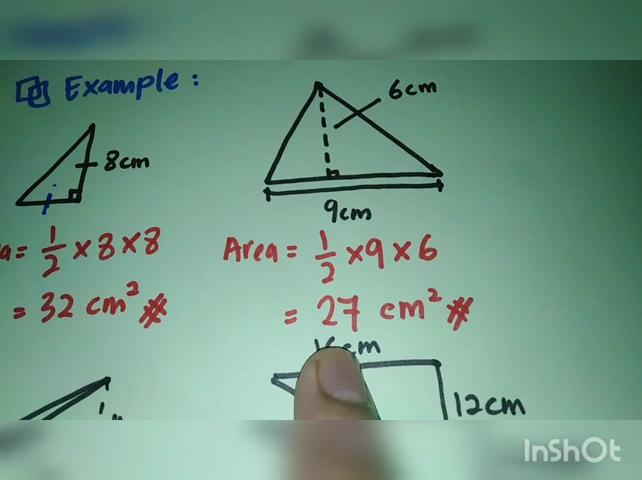 Example :
8cm
6cm
9cm
= 1/2 × 8 × 8
= 32 cm² #
Area = 1/2 × 9 × 6
= 27 cm² #
12cm
InShOt